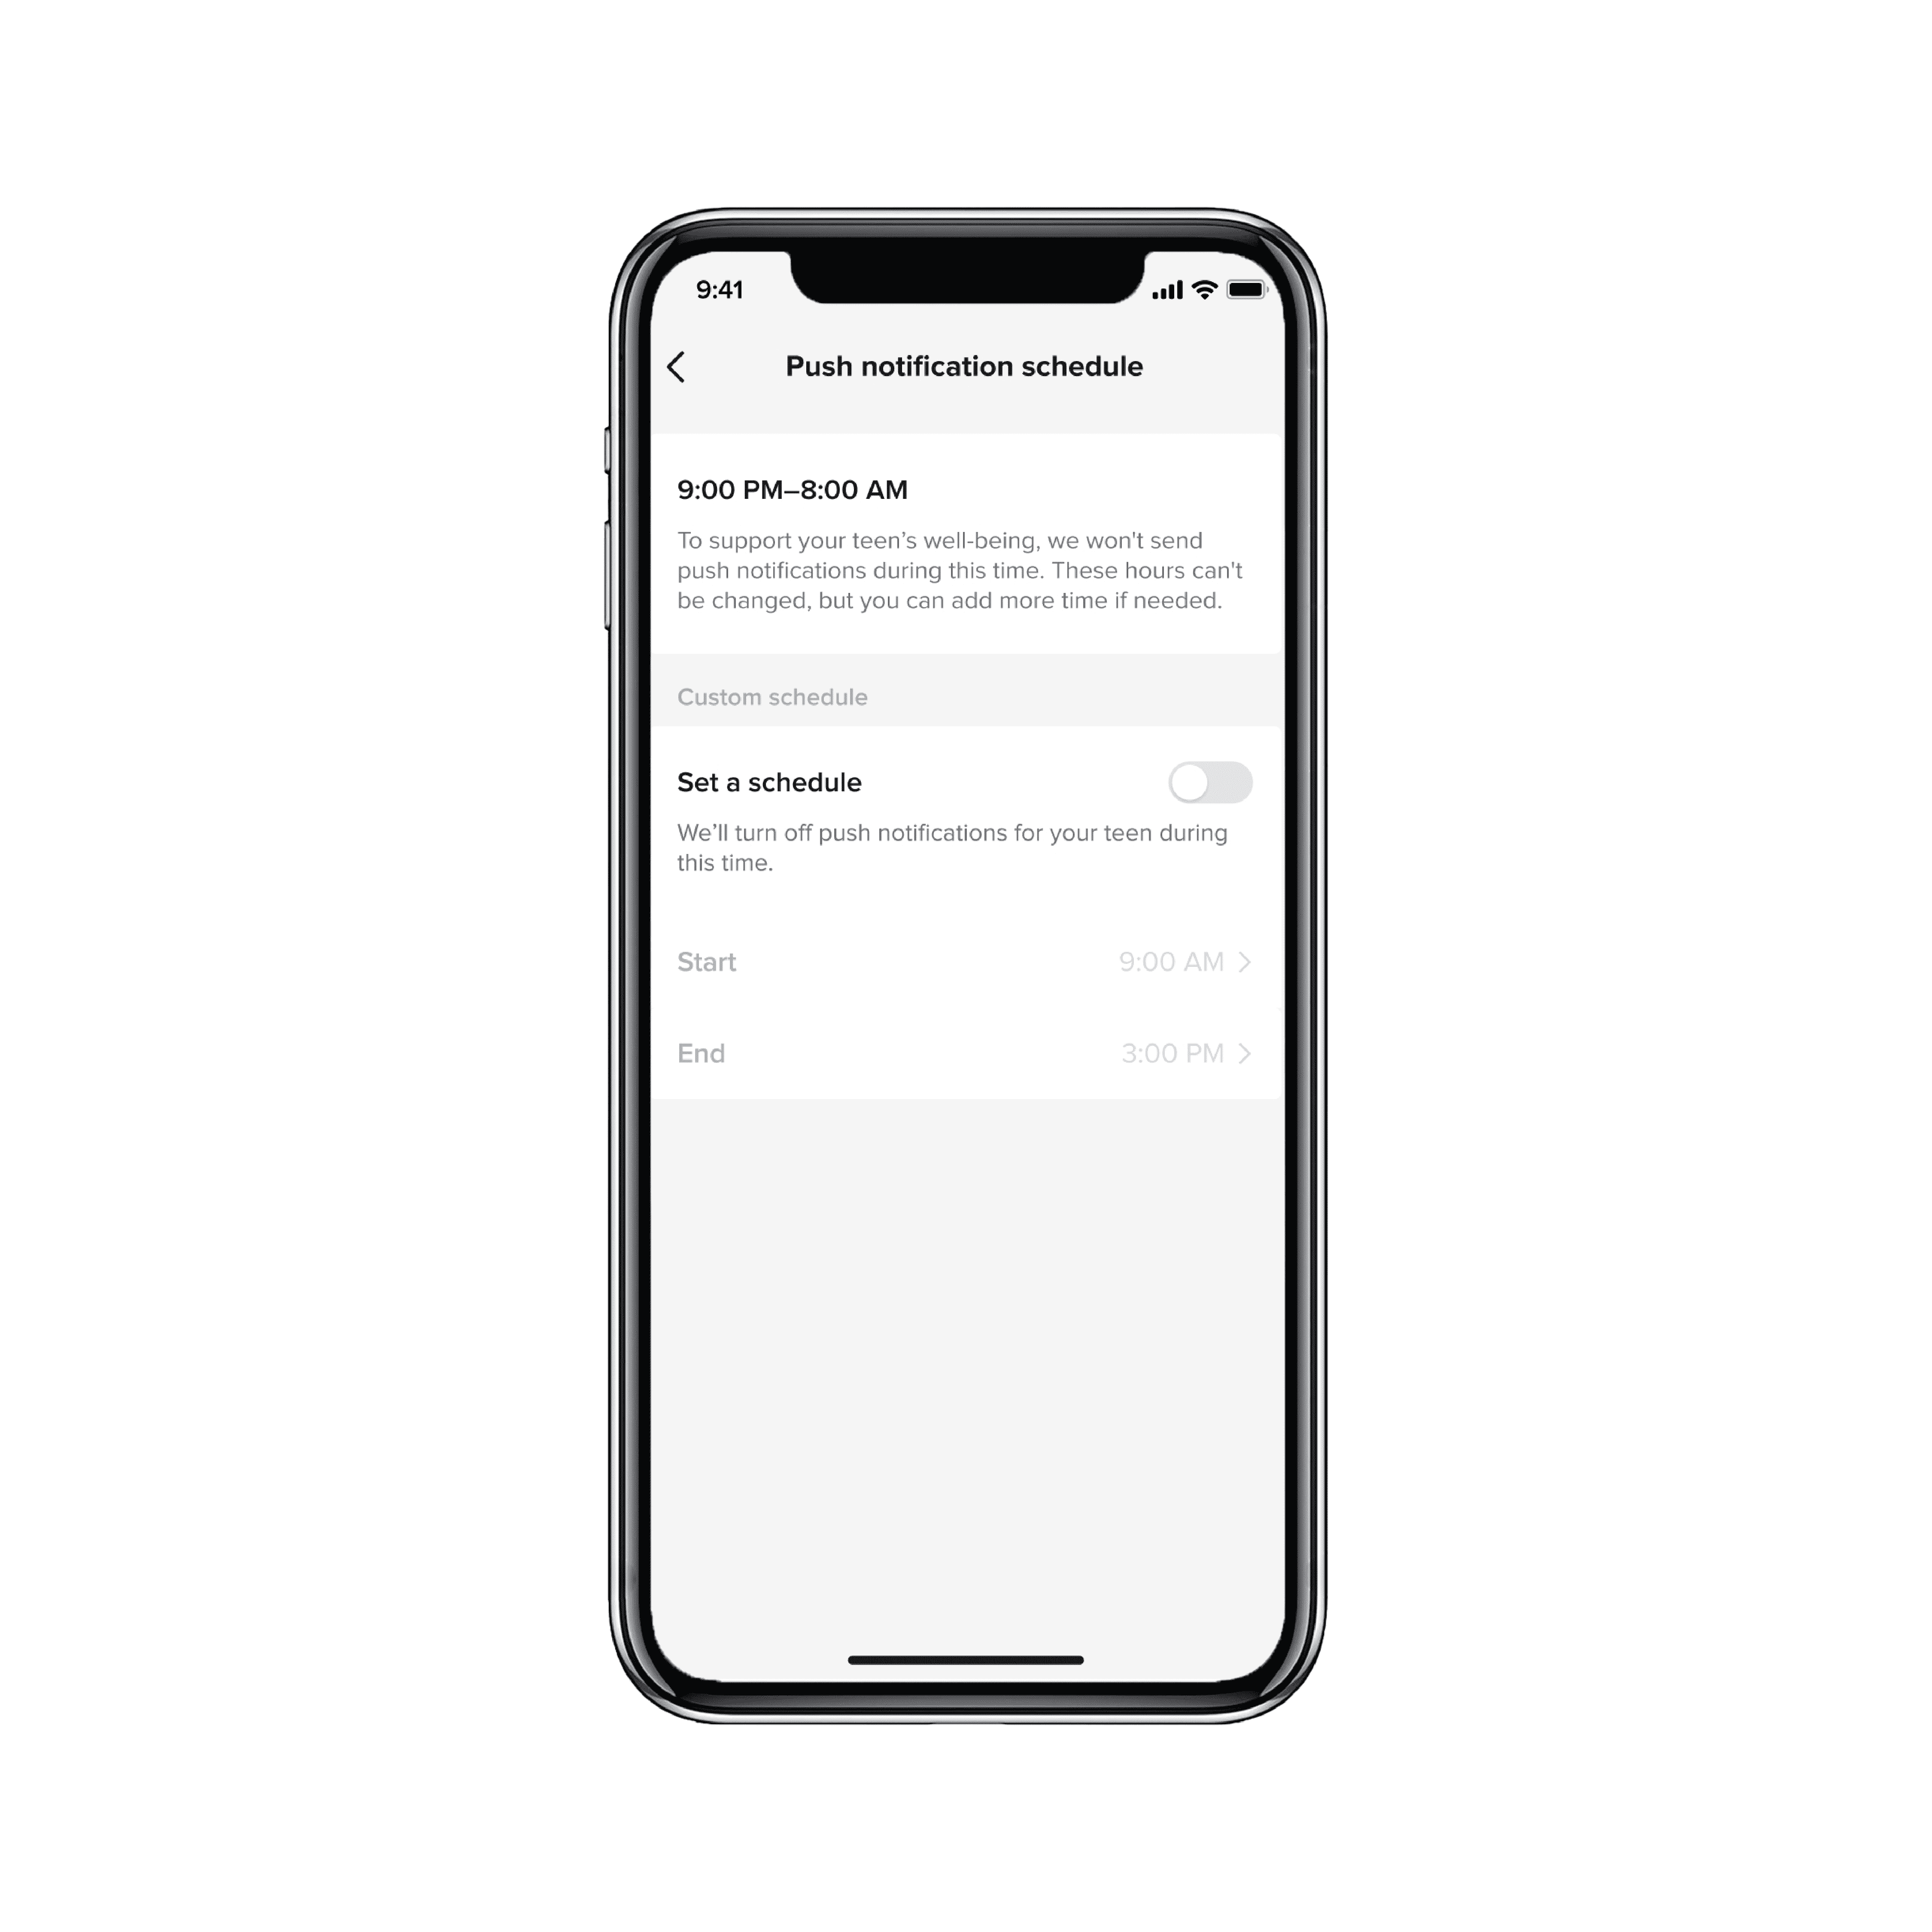 9:41
Push notification schedule
9:00 PM–8:00 AM
To support your teen’s well-being, we won't send
push notifications during this time. These hours can't
be changed, but you can add more time if needed.
Custom schedule
Set a schedule
We’ll turn off push notifications for your teen during
this time.
Start 9:00 AM
End 3:00 PM